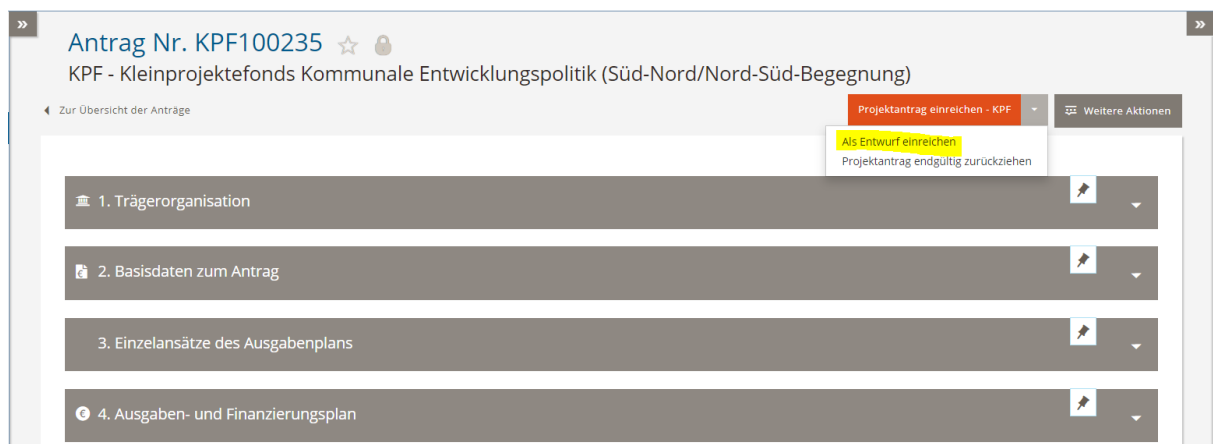 Antrag Nr. KPF100235
KPF - Kleinprojektefonds Kommunale Entwicklungspolitik (Süd-Nord/Nord-Süd-Begegnung)
Zur Übersicht der Anträge
Projektantrag einreichen - KPF
Weitere Aktionen
Als Entwurf einreichen
Projektantrag endgültig zurückziehen
1. Trägerorganisation
2. Basisdaten zum Antrag
3. Einzelansätze des Ausgabenplans
4. Ausgaben- und Finanzierungsplan